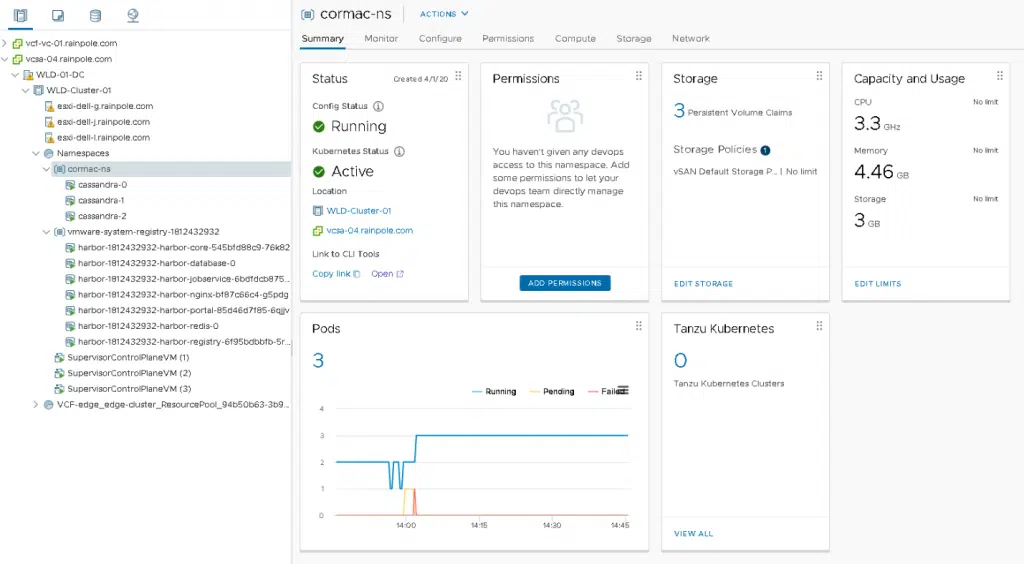 vcf-vc-01.rainpole.com
vcsa-04.rainpole.com
WLD-01-DC
WLD-Cluster-01
esxi-dell-g.rainpole.com
esxi-dell-j.rainpole.com
esxi-dell-l.rainpole.com
Namespaces
cormac-ns
cassandra-0
cassandra-1
cassandra-2
vmware-system-registry-1812432932
harbor-1812432932-harbor-core-545bfd88c9-76k82
harbor-1812432932-harbor-database-0
harbor-1812432932-harbor-jobservice-6bdfdcb875...
harbor-1812432932-harbor-nginx-bf87c66c4-g5pdg
harbor-1812432932-harbor-portal-85d46d7f85-6qjjv
harbor-1812432932-harbor-redis-0
harbor-1812432932-harbor-registry-6f95bdbbfb-5r...
SupervisorControlPlaneVM (1)
SupervisorControlPlaneVM (2)
SupervisorControlPlaneVM (3)
VCF-edge_edge-cluster_ResourcePool_94b50b63-3b9...
cormac-ns ACTIONS
Summary Monitor Configure Permissions Compute Storage Network
Status Created 4/1/20
Config Status
Running
Kubernetes Status
Active
Location
WLD-Cluster-01
vcsa-04.rainpole.com
Link to CLI Tools
Copy link Open
Permissions
You haven't given any devops
access to this namespace. Add
some permissions to let your
devops team directly manage
this namespace.
ADD PERMISSIONS
Storage
3 Persistent Volume Claims
Storage Policies 1
vSAN Default Storage P... | No limit
EDIT STORAGE
Capacity and Usage
CPU No limit
3.3 GHz
Memory No limit
4.46 GB
Storage No limit
3 GB
EDIT LIMITS
Pods
3
Running Pending Failed
4
3
2
1
0
14:00 14:15 14:30 14:45
Tanzu Kubernetes
0
Tanzu Kubernetes Clusters
VIEW ALL